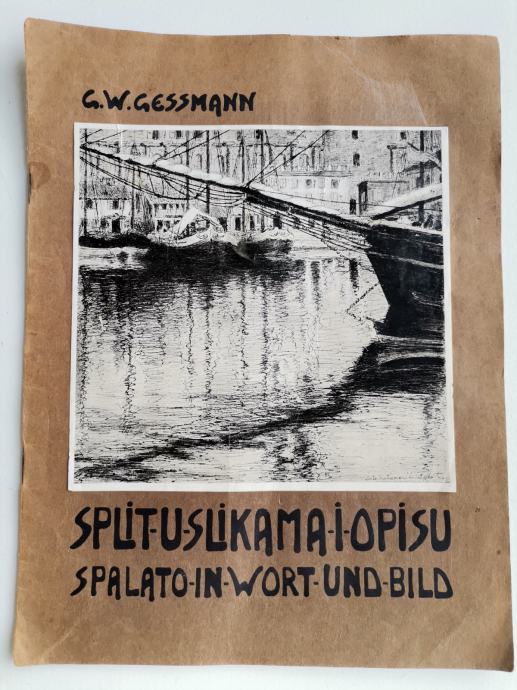 G.W.GESSMANN
SPLIT-U-SLIKAMA-I-OPISU
SPALATO-IN-WORT-UND-BILD